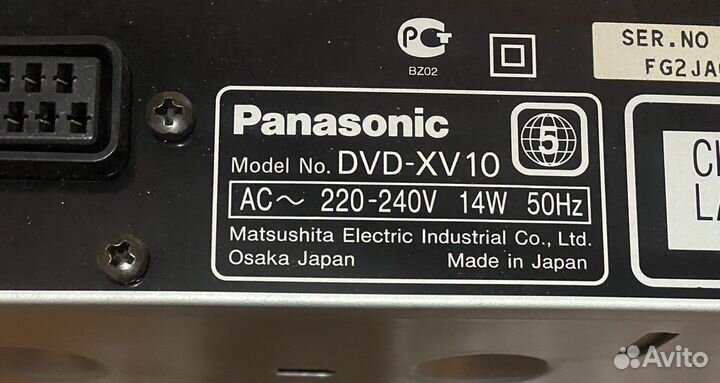 РСТ
BZ02
SER.NO
Panasonic
5
Model No. DVD-XV10
AC～ 220-240V 14W 50Hz
Matsushita Electric Industrial Co., Ltd.
Osaka Japan Made in Japan
Avito